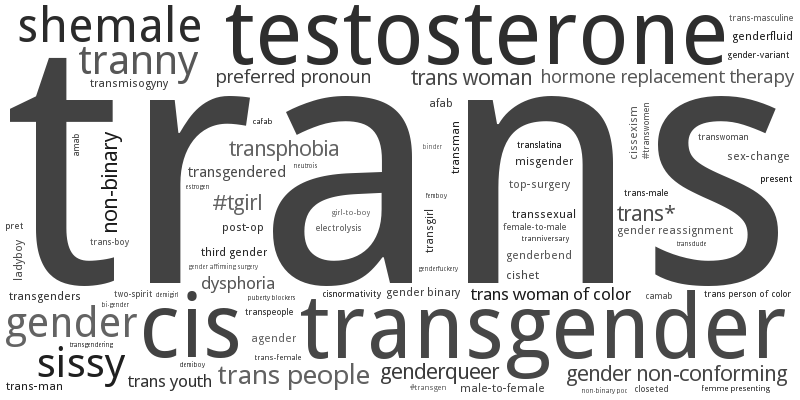 shemale
testosterone
trans-masculine
genderfluid
gender-variant
tranny
transmisogyny
preferred pronoun
trans woman
hormone replacement therapy
trans
amab
non-binary
cafab
afab
binder
transman
cissexism
#transwomen
transwoman
sex-change
present
transphobia
neutrois
transgendered
estrogen
#tgirl
girl-to-boy
post-op
electrolysis
femboy
transgirl
translatina
misgender
top-surgery
trans-male
transsexual
trans*
female-to-male
gender reassignment
tranniversary
transdude
pret
ladyboy
trans-boy
third gender
gender affirming surgery
genderfuckery
genderbend
cishet
dysphoria
transgenders
two-spirit
demigirl
bi-gender
puberty blockers
cisnormativity
gender binary
trans woman of color
camab
trans person of color
gender
cis
transpeople
transgender
transgendering
agender
sissy
demiboy
trans-female
trans-man
trans youth
trans people
genderqueer
#transgen
male-to-female
gender non-conforming
non-binary poc
closeted
femme presenting